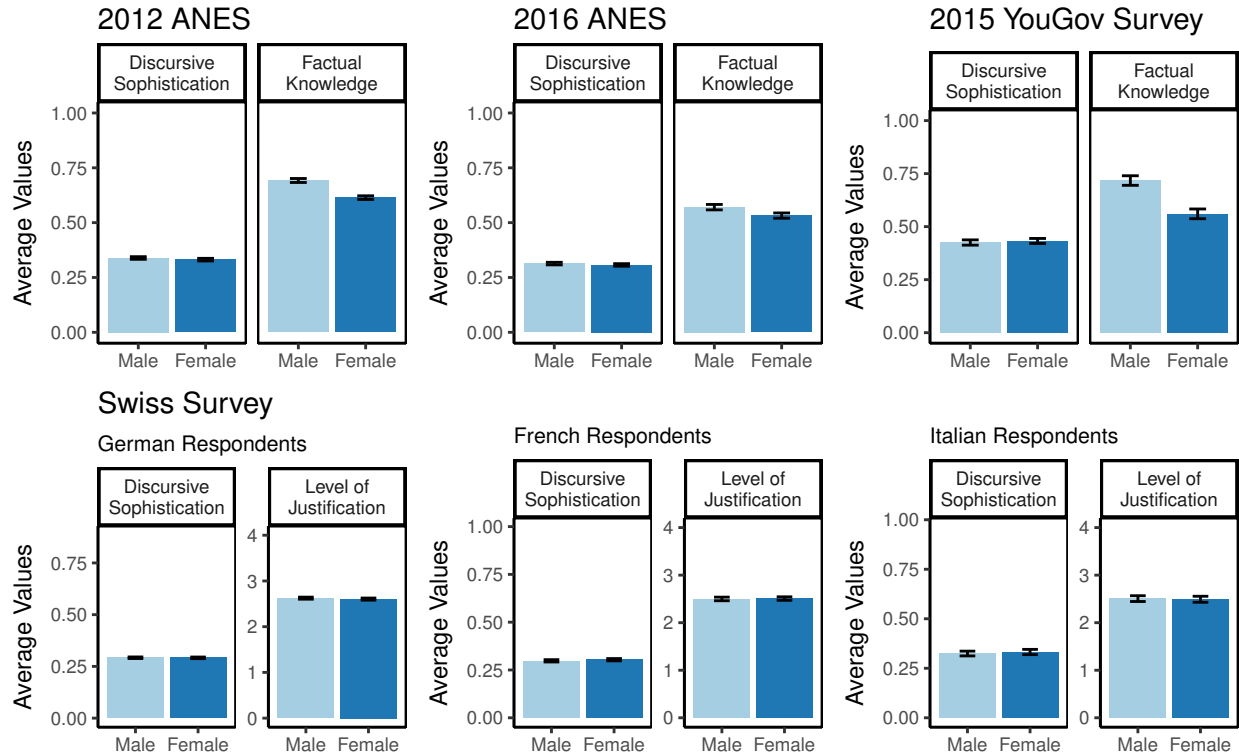 2012 ANES
Discursive
Sophistication
Factual
Knowledge
Average Values
1.00
0.75
0.50
0.25
0.00
Male Female
Male Female
2016 ANES
Discursive
Sophistication
Factual
Knowledge
Average Values
1.00
0.75
0.50
0.25
0.00
Male Female
Male Female
2015 YouGov Survey
Discursive
Sophistication
Factual
Knowledge
Average Values
1.00
0.75
0.50
0.25
0.00
Male Female
Male Female
Swiss Survey
German Respondents
Discursive
Sophistication
Level of
Justification
Average Values
0.75
0.50
0.25
0.00
4
3
2
1
0
Male Female
Male Female
French Respondents
Discursive
Sophistication
Level of
Justification
Average Values
1.00
0.75
0.50
0.25
0.00
4
3
2
1
0
Male Female
Male Female
Italian Respondents
Discursive
Sophistication
Level of
Justification
Average Values
1.00
0.75
0.50
0.25
0.00
4
3
2
1
0
Male Female
Male Female